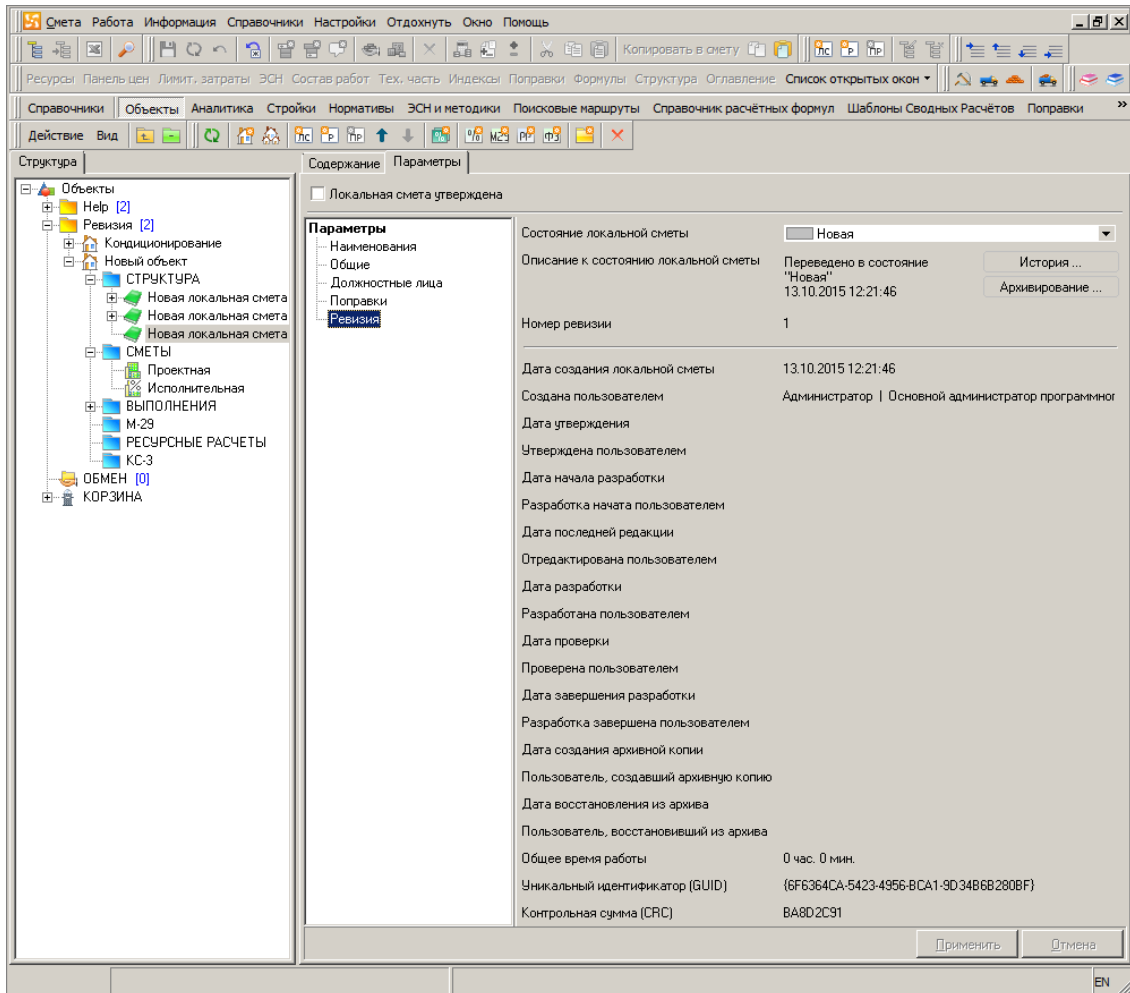 Смета Работа Информация Справочники Настройки Отдохнуть Окно Помощь
Копировать в смету ЛС Р ПР
Ресурсы Панель цен Лимит. затраты ЭСН Состав работ Тех. часть Индексы Поправки Формулы Структура Оглавление Список открытых окон
Справочники Объекты Аналитика Стройки Нормативы ЭСН и методики Поисковые маршруты Справочник расчётных формул Шаблоны Сводных Расчётов Поправки »
Действие Вид ЛС Р ПР % % М29 РР ФЗ
Структура
Содержание Параметры
Объекты
Help [2]
Ревизия [2]
Кондиционирование
Новый объект
СТРУКТУРА
Новая локальная смета
Новая локальная смета
Новая локальная смета
СМЕТЫ
Проектная
Исполнительная
ВЫПОЛНЕНИЯ
М-29
РЕСУРСНЫЕ РАСЧЕТЫ
КС-3
ОБМЕН [0]
КОРЗИНА
Локальная смета утверждена
Параметры
Наименования
Общие
Должностные лица
Поправки
Ревизия
Состояние локальной сметы Новая
Описание к состоянию локальной сметы Переведено в состояние
"Новая"
13.10.2015 12:21:46
История ...
Архивирование ...
Номер ревизии 1
Дата создания локальной сметы 13.10.2015 12:21:46
Создана пользователем Администратор | Основной администратор программног
Дата утверждения
Утверждена пользователем
Дата начала разработки
Разработка начата пользователем
Дата последней редакции
Отредактирована пользователем
Дата разработки
Разработана пользователем
Дата проверки
Проверена пользователем
Дата завершения разработки
Разработка завершена пользователем
Дата создания архивной копии
Пользователь, создавший архивную копию
Дата восстановления из архива
Пользователь, восстановивший из архива
Общее время работы 0 час. 0 мин.
Уникальный идентификатор (GUID) {6F6364CA-5423-4956-BCA1-9D34B6B280BF}
Контрольная сумма (CRC) BA8D2C91
Применить Отмена
EN